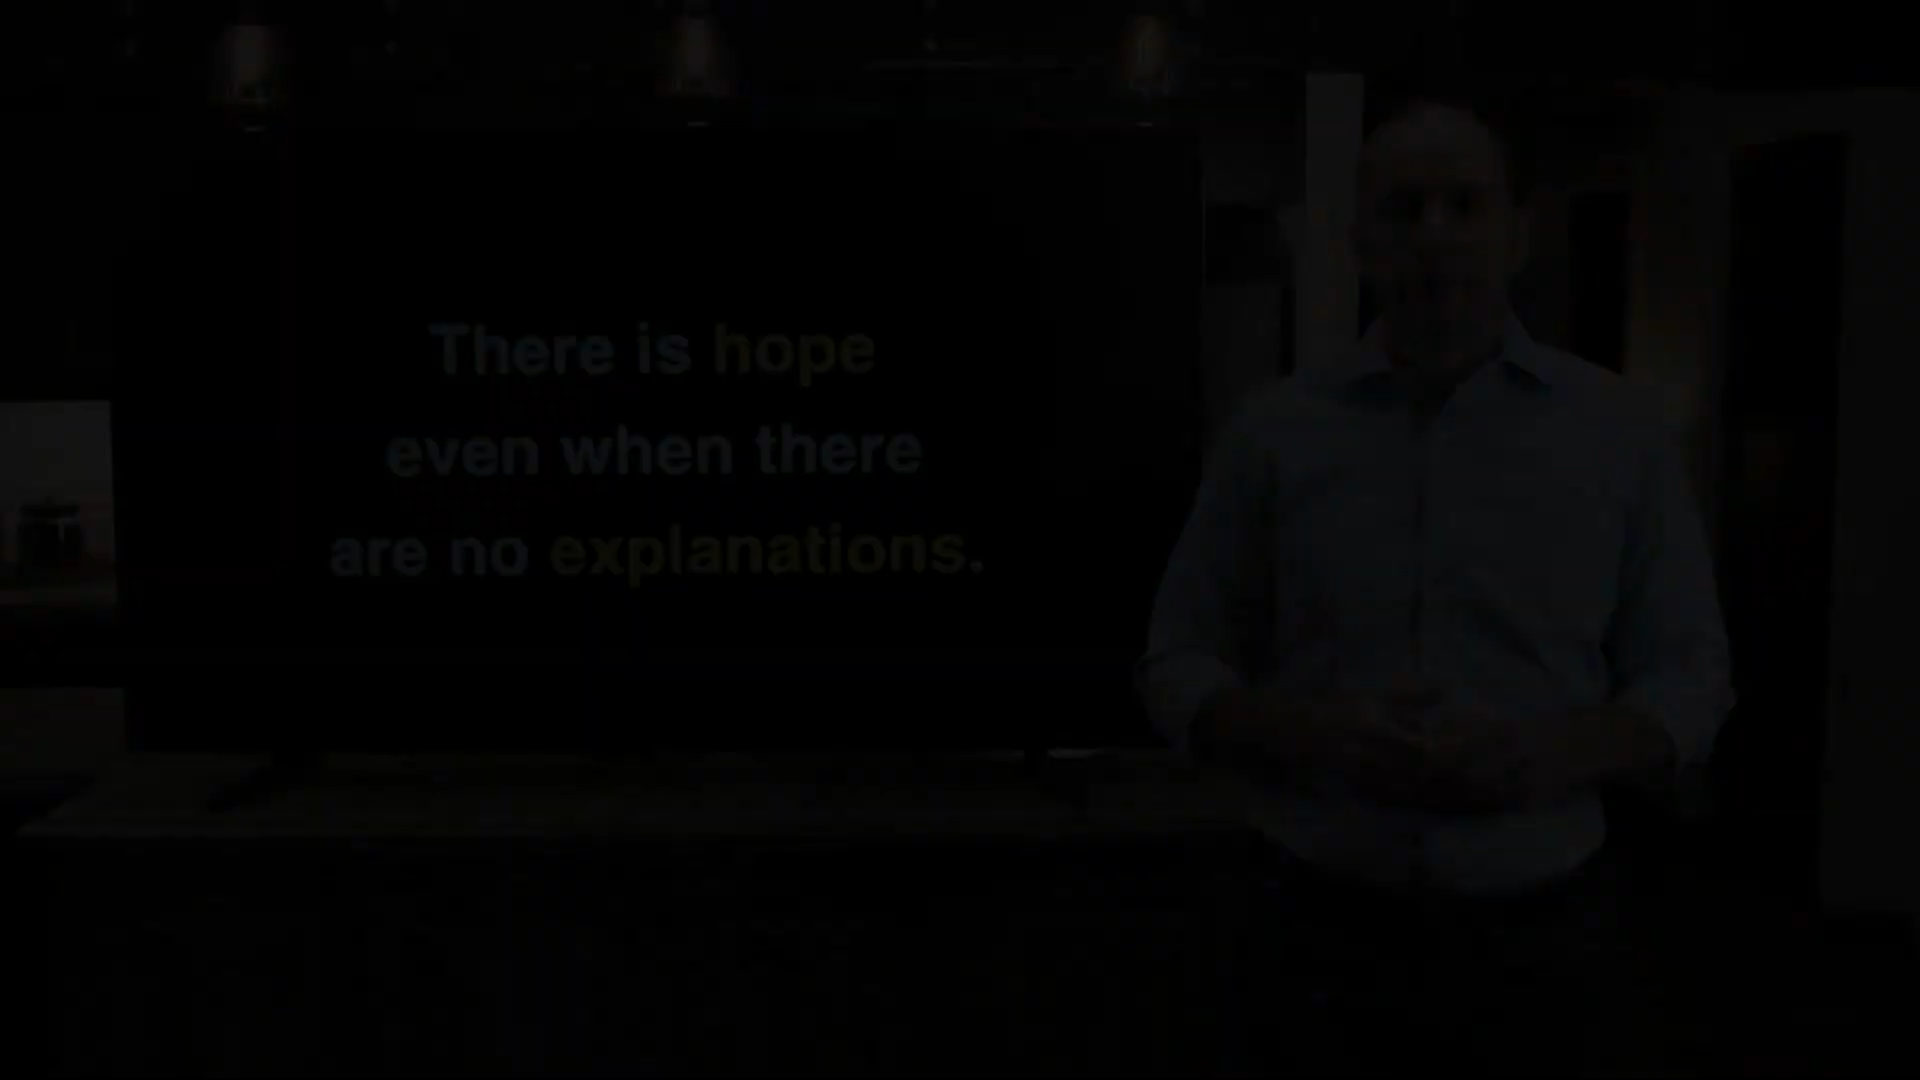 There is hope
even when there
are no explanations.